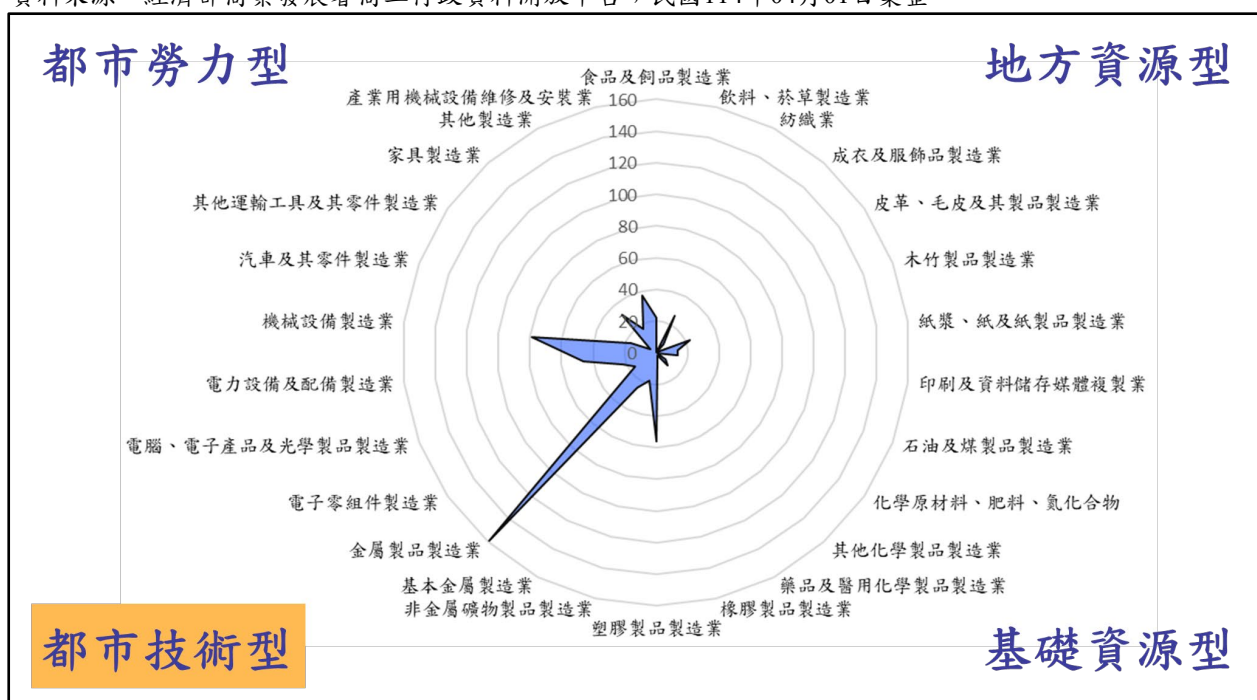 都市勞力型
地方資源型
食品及飼品製造業
飲料、菸草製造業
紡織業
成衣及服飾品製造業
皮革、毛皮及其製品製造業
木竹製品製造業
紙漿、紙及紙製品製造業
印刷及資料儲存媒體複製業
石油及煤製品製造業
化學原材料、肥料、氮化合物
其他化學製品製造業
藥品及醫用化學製品製造業
橡膠製品製造業
塑膠製品製造業
非金屬礦物製品製造業
基本金屬製造業
金屬製品製造業
電子零組件製造業
電腦、電子產品及光學製品製造業
電力設備及配備製造業
機械設備製造業
汽車及其零件製造業
其他運輸工具及其零件製造業
家具製造業
其他製造業
產業用機械設備維修及安裝業
160
140
120
100
80
60
40
20
0
都市技術型
基礎資源型